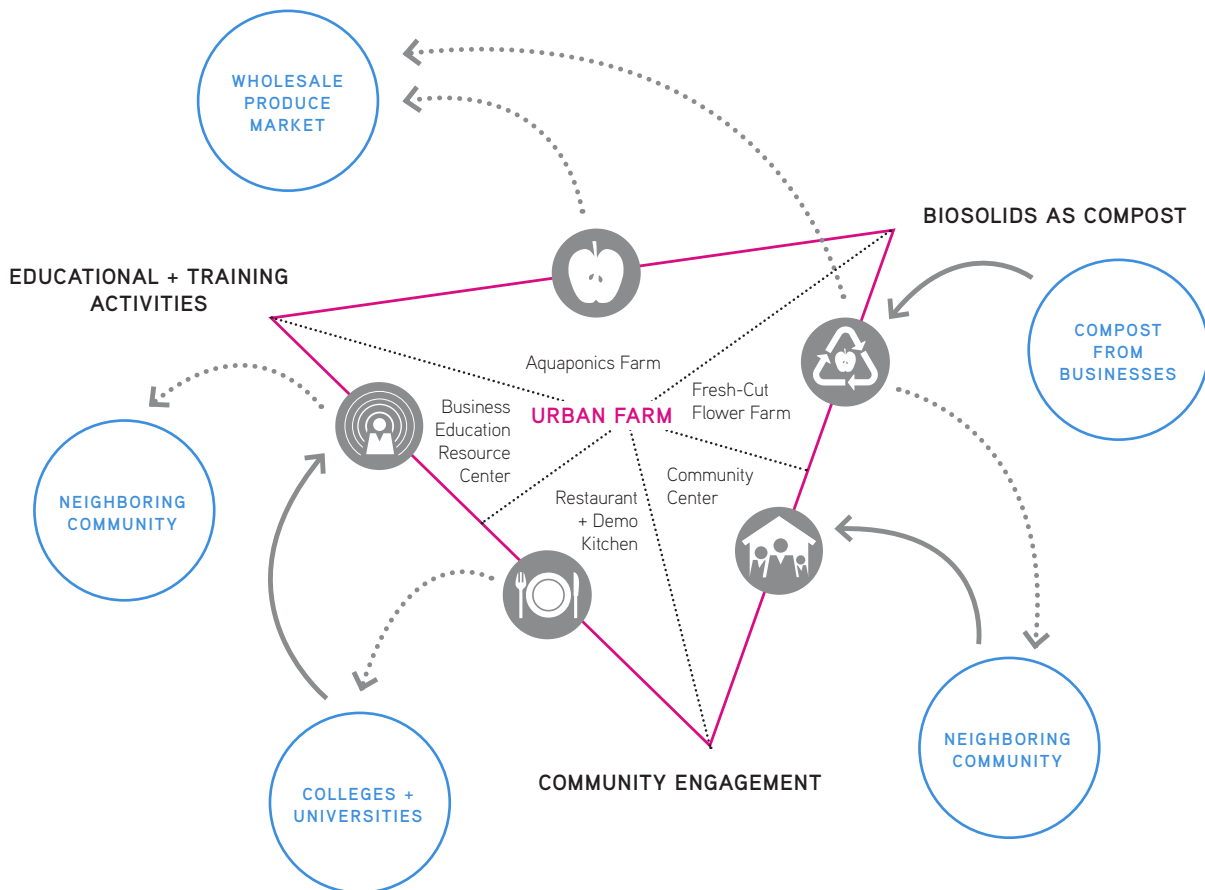 WHOLESALE
PRODUCE
MARKET
BIOSOLIDS AS COMPOST
EDUCATIONAL + TRAINING
ACTIVITIES
COMPOST
FROM
BUSINESSES
Aquaponics Farm
Fresh-Cut
Flower Farm
URBAN FARM
Business
Education
Resource
Center
Community
Center
Restaurant
+ Demo
Kitchen
NEIGHBORING
COMMUNITY
NEIGHBORING
COMMUNITY
COMMUNITY ENGAGEMENT
COLLEGES +
UNIVERSITIES